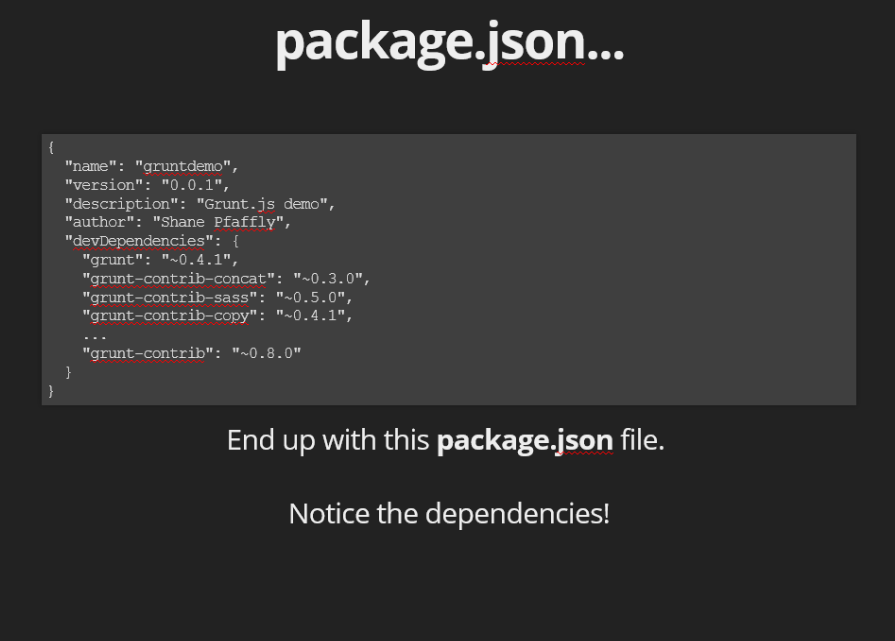 package.json...
{
  "name": "gruntdemo",
  "version": "0.0.1",
  "description": "Grunt.js demo",
  "author": "Shane Pfaffly",
  "devDependencies": {
    "grunt": "~0.4.1",
    "grunt-contrib-concat": "~0.3.0",
    "grunt-contrib-sass": "~0.5.0",
    "grunt-contrib-copy": "~0.4.1",
    ...
    "grunt-contrib": "~0.8.0"
  }
}
End up with this package.json file.
Notice the dependencies!